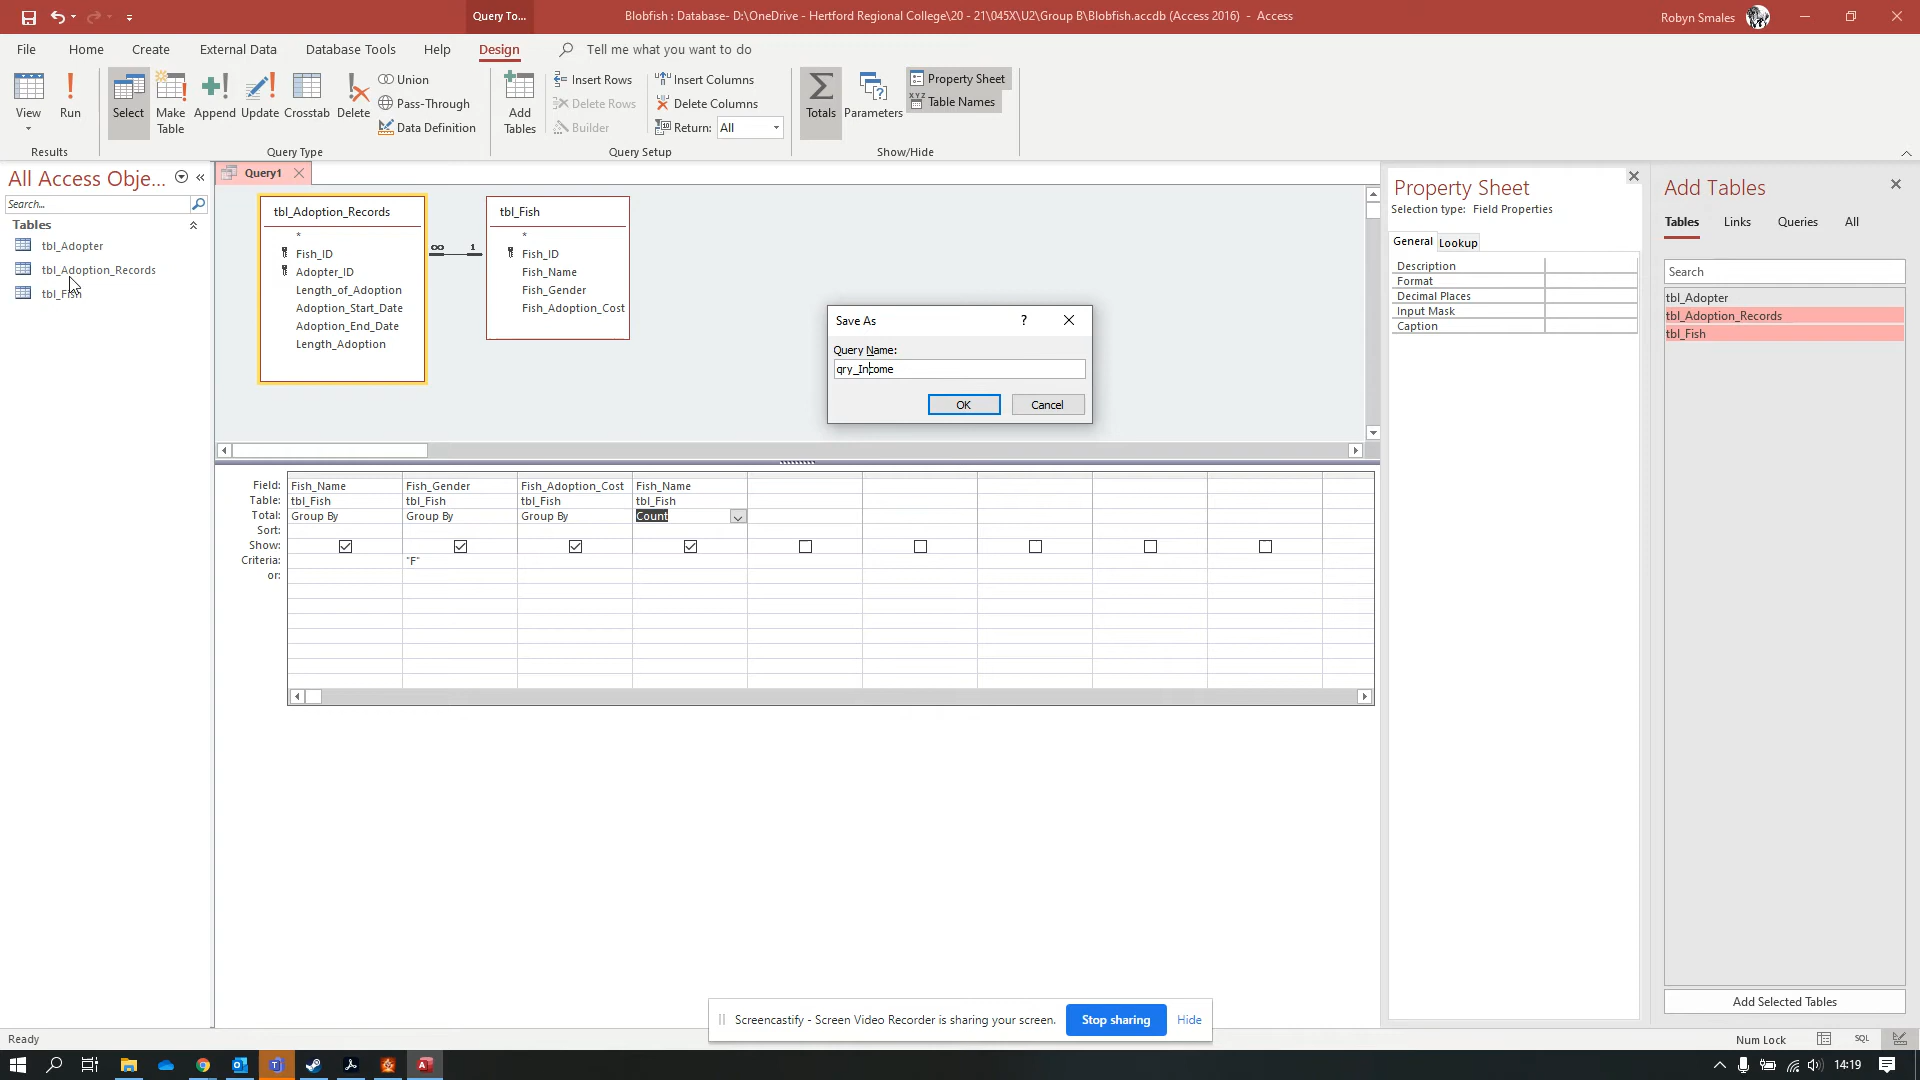 Query To...
Blobfish : Database- D:\OneDrive - Hertford Regional College\20 - 21\045X\U2\Group B\Blobfish.accdb (Access 2016)  -  Access
Robyn Smales
File
Home
Create
External Data
Database Tools
Help
Design
Tell me what you want to do
View
Run
Select
Make Table
Append
Update
Crosstab
Delete
Union
Pass-Through
Data Definition
Add Tables
Insert Rows
Delete Rows
Builder
Insert Columns
Delete Columns
Return: All
Totals
Parameters
Property Sheet
XYZ Table Names
Results
Query Type
Query Setup
Show/Hide
All Access Obje...
Search...
Tables
tbl_Adopter
tbl_Adoption_Records
tbl_Fish
Query1
tbl_Adoption_Records
*
Fish_ID
Adopter_ID
Length_of_Adoption
Adoption_Start_Date
Adoption_End_Date
Length_Adoption
∞ 1
tbl_Fish
*
Fish_ID
Fish_Name
Fish_Gender
Fish_Adoption_Cost
Save As
?
Query Name:
qry_Income
OK
Cancel
Field: Fish_Name Fish_Gender Fish_Adoption_Cost Fish_Name
Table: tbl_Fish tbl_Fish tbl_Fish tbl_Fish
Total: Group By Group By Group By Count
Sort:
Show:
Criteria: "F"
or:
Property Sheet
Selection type: Field Properties
General
Lookup
Description
Format
Decimal Places
Input Mask
Caption
Add Tables
Tables
Links
Queries
All
Search
tbl_Adopter
tbl_Adoption_Records
tbl_Fish
Add Selected Tables
Screencastify - Screen Video Recorder is sharing your screen.
Stop sharing
Hide
Ready
Num Lock
SQL
14:19